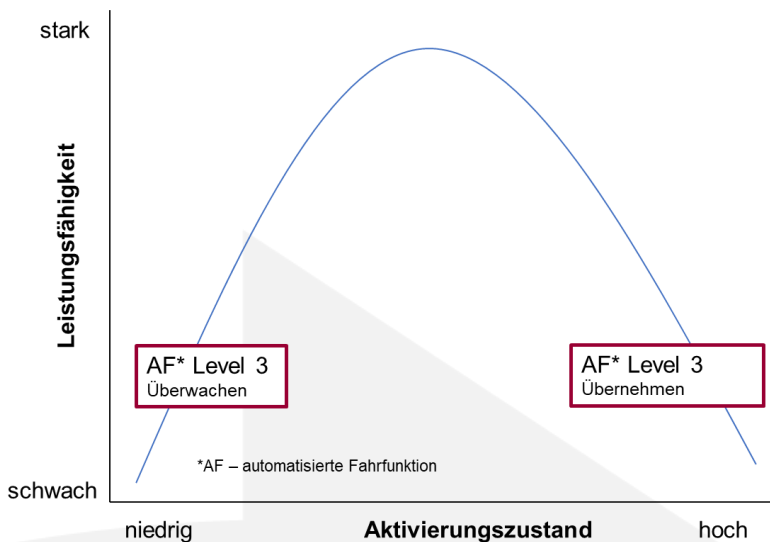 stark
Leistungsfähigkeit
AF* Level 3
Überwachen
AF* Level 3
Übernehmen
*AF – automatisierte Fahrfunktion
schwach
niedrig
Aktivierungszustand
hoch